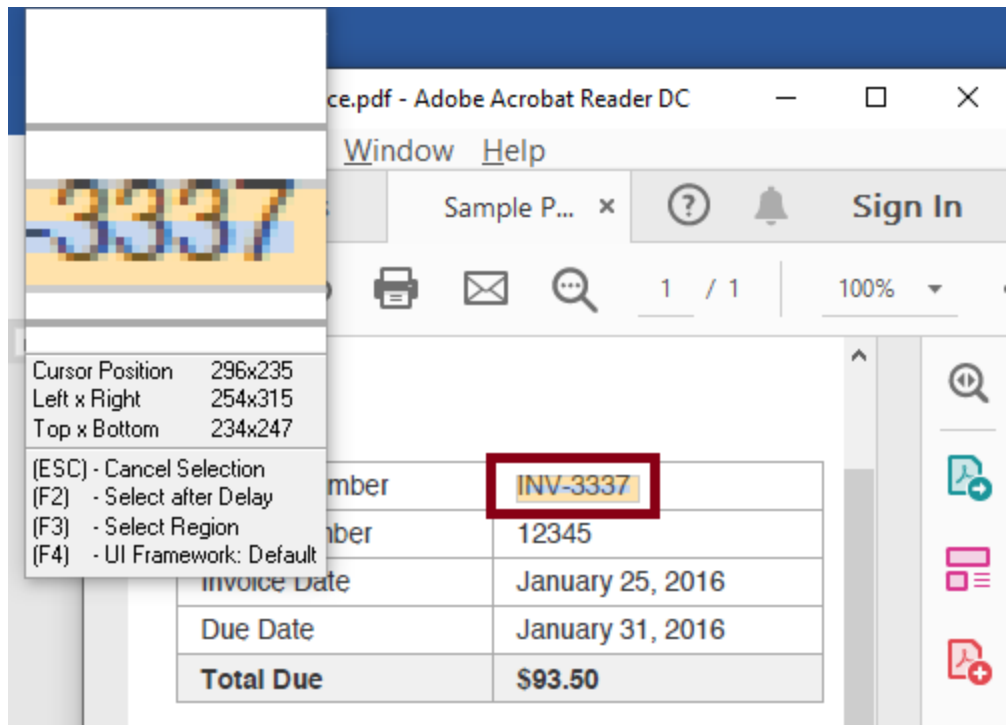 ce.pdf - Adobe Acrobat Reader DC
Window Help
Sample P... × ? Sign In
1 / 1 100%
-3337
Cursor Position 296x235
Left x Right 254x315
Top x Bottom 234x247
(ESC) - Cancel Selection
(F2) - Select after Delay
(F3) - Select Region
(F4) - UI Framework: Default
mber INV-3337
ber 12345
Invoice Date January 25, 2016
Due Date January 31, 2016
Total Due $93.50